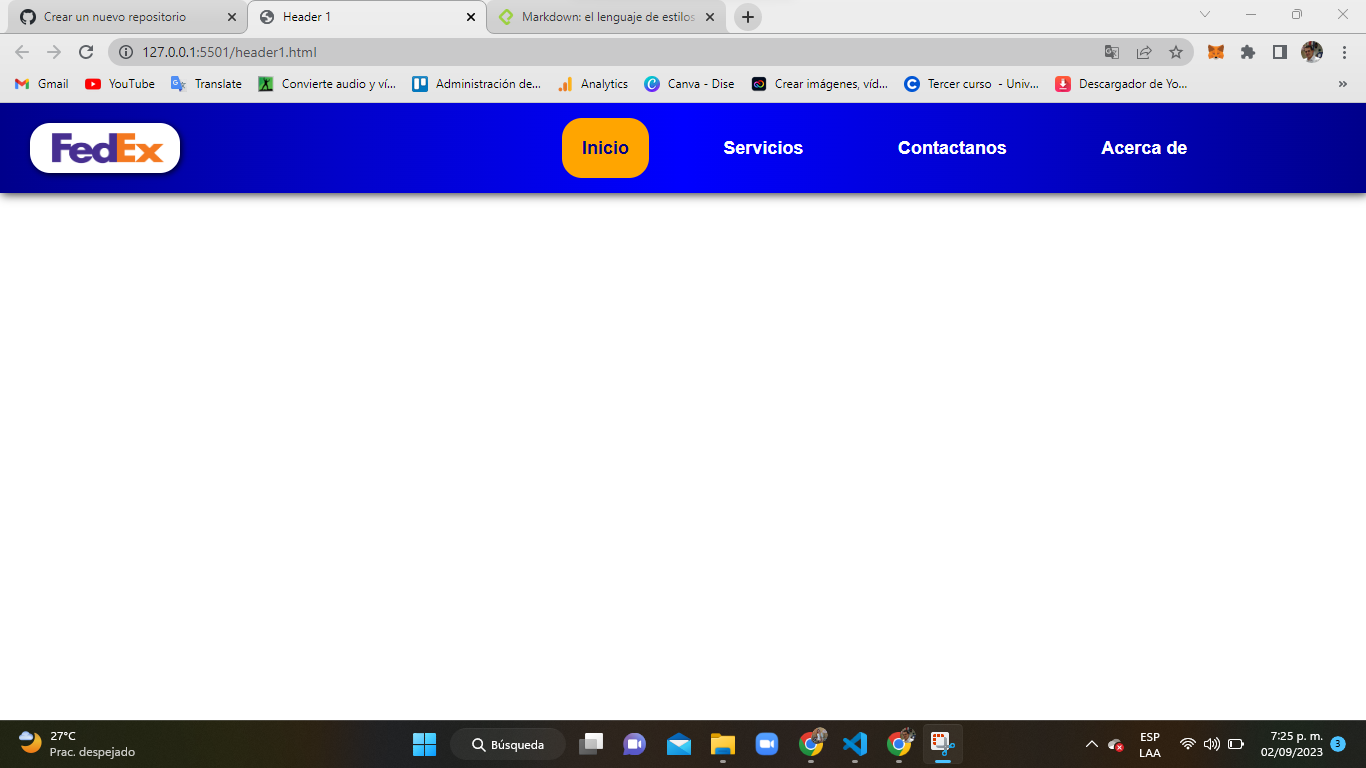 Crear un nuevo repositorio
Header 1
Markdown: el lenguaje de estilos
127.0.0.1:5501/header1.html
Gmail
YouTube
Translate
Convierte audio y ví...
Administración de...
Analytics
Canva - Dise
Crear imágenes, víd...
Tercer curso - Univ...
Descargador de Yo...
»
FedEx
Inicio
Servicios
Contactanos
Acerca de
27°C
Prac. despejado
Búsqueda
ESP
LAA
7:25 p. m.
02/09/2023
3